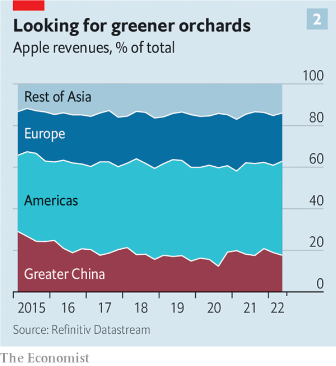 Looking for greener orchards
2
Apple revenues, % of total
100
Rest of Asia
80
Europe
60
Americas
40
20
Greater China
0
2015 16 17 18 19 20 21 22
Source: Refinitiv Datastream
The Economist